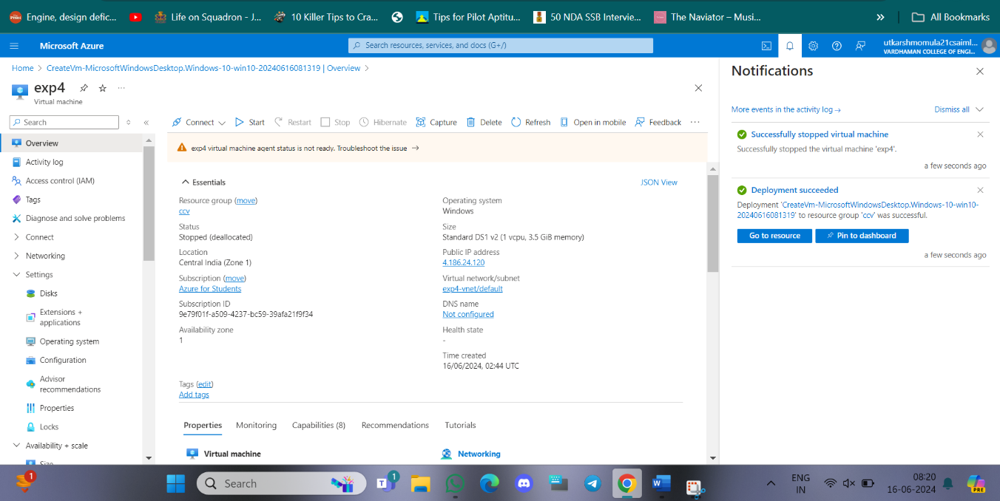 Engine, design defic... Life on Squadron - J... 10 Killer Tips to Cra... Tips for Pilot Aptitu... 50 NDA SSB Interview... The Naviator – Musi... » All Bookmarks
Microsoft Azure
Search resources, services, and docs (G+/)
utkarshmomula21csaiml...
VARDHAMAN COLLEGE OF ENGI...
Home > CreateVm-MicrosoftWindowsDesktop.Windows-10-win10-20240616081319 | Overview >
exp4
Virtual machine
Search
Connect Start Restart Stop Hibernate Capture Delete Refresh Open in mobile Feedback
Overview
Activity log
Access control (IAM)
Tags
Diagnose and solve problems
Connect
Networking
Settings
Disks
Extensions +
applications
Operating system
Configuration
Advisor
recommendations
Properties
Locks
Availability + scale
Size
exp4 virtual machine agent status is not ready. Troubleshoot the issue →
Essentials
JSON View
Resource group (move)
ccv
Status
Stopped (deallocated)
Location
Central India (Zone 1)
Subscription (move)
Azure for Students
Subscription ID
9e79f01f-a509-4237-bc59-39afa21f9f34
Availability zone
1
Operating system
Windows
Size
Standard DS1 v2 (1 vcpu, 3.5 GiB memory)
Public IP address
4.186.24.120
Virtual network/subnet
exp4-vnet/default
DNS name
Not configured
Health state
-
Time created
16/06/2024, 02:44 UTC
Tags (edit)
Add tags
Properties Monitoring Capabilities (8) Recommendations Tutorials
Virtual machine
Networking
Notifications
More events in the activity log →
Dismiss all
Successfully stopped virtual machine
Successfully stopped the virtual machine 'exp4'.
a few seconds ago
Deployment succeeded
Deployment 'CreateVm-MicrosoftWindowsDesktop.Windows-10-win10-
20240616081319' to resource group 'ccv' was successful.
Go to resource
Pin to dashboard
a few seconds ago
1
Search
1
ENG
IN
08:20
16-06-2024
PRE